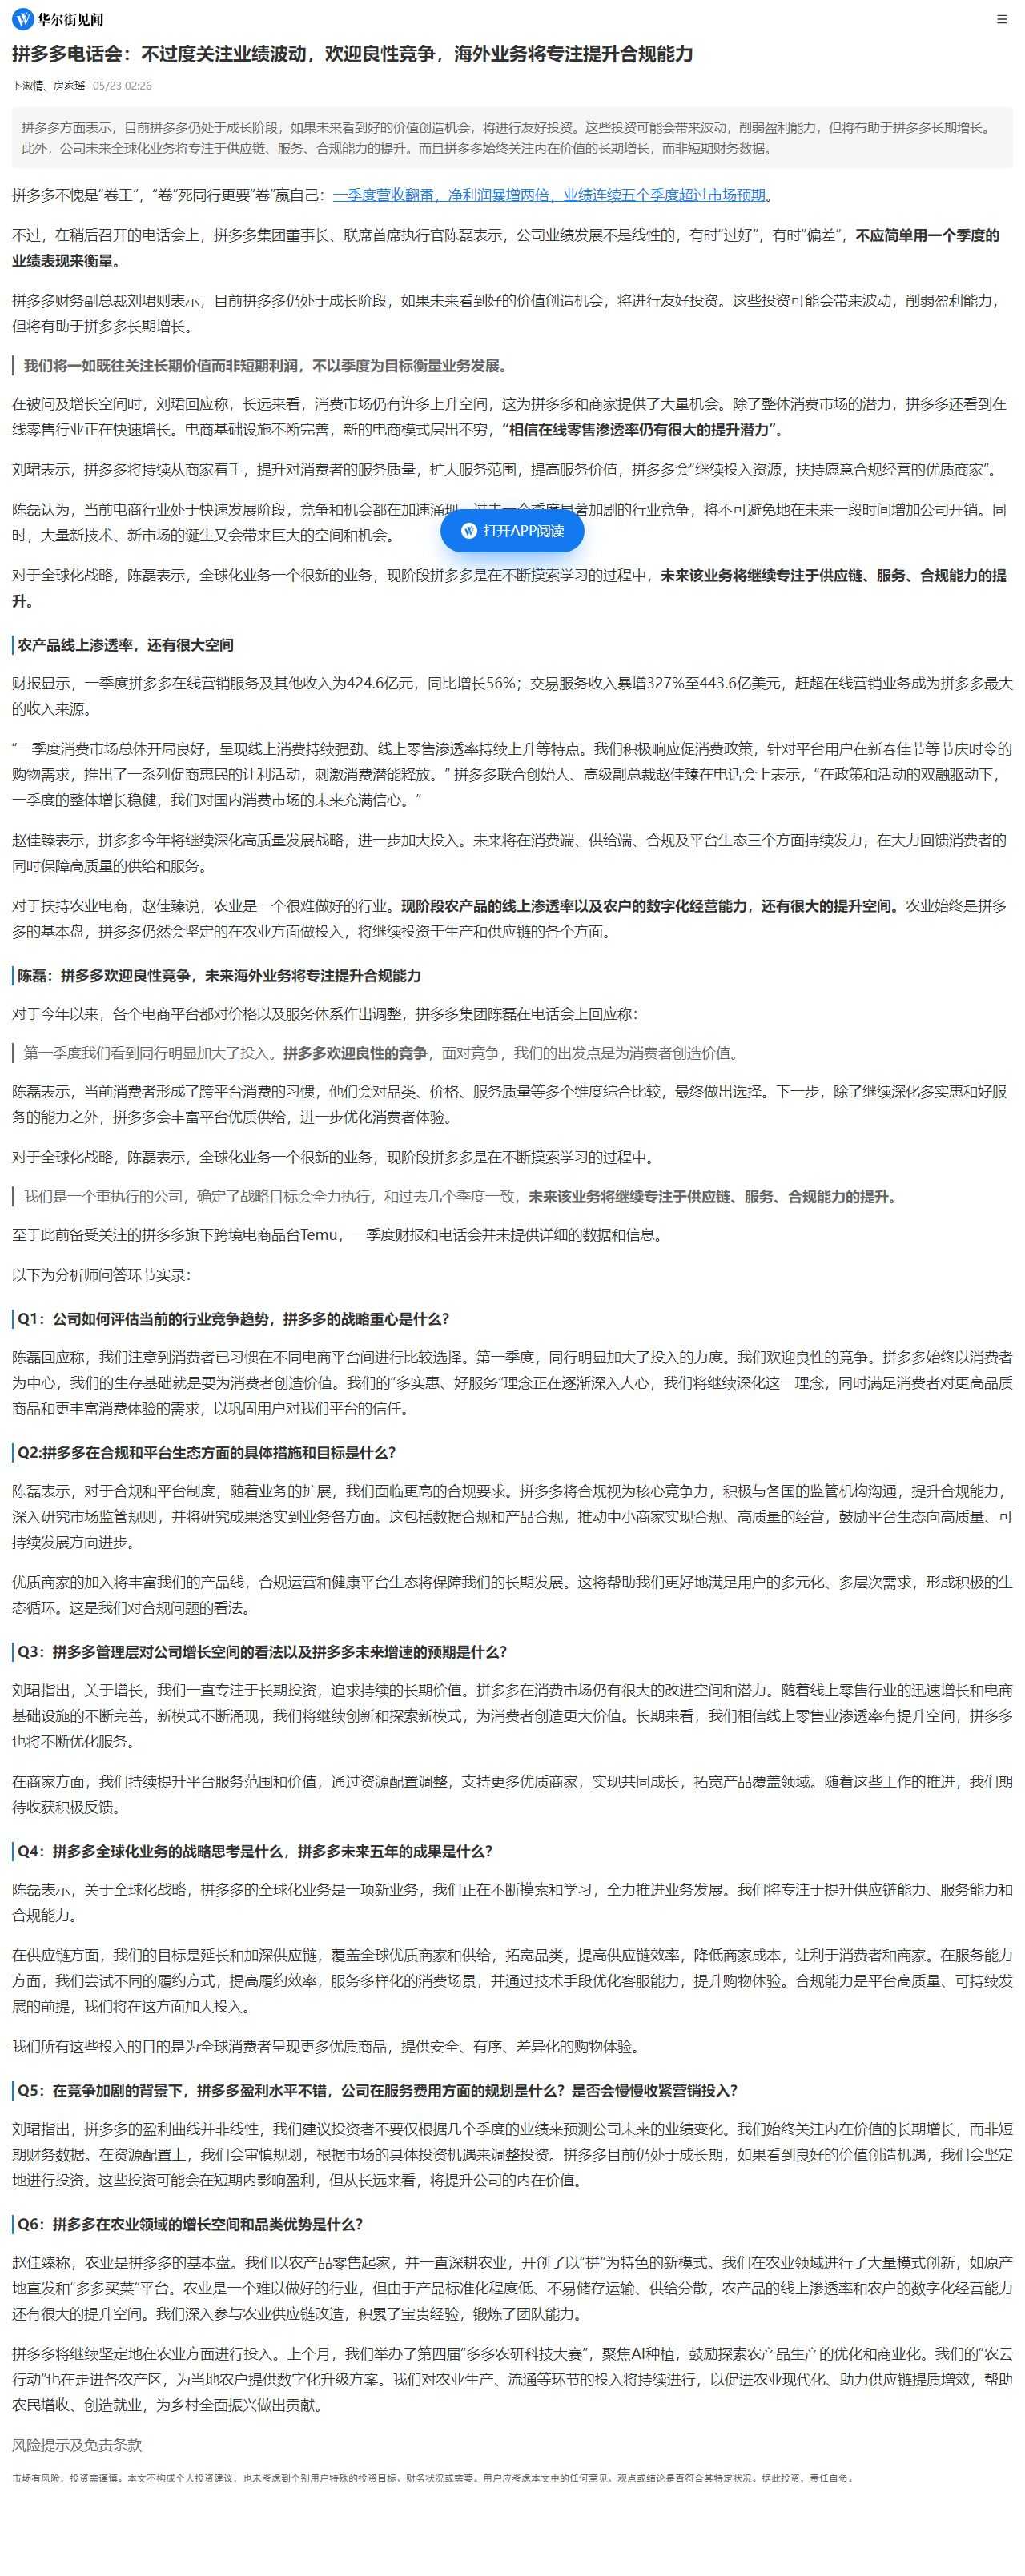 华尔街见闻
拼多多电话会：不过度关注业绩波动，欢迎良性竞争，海外业务将专注提升合规能力
卜淑情、房家瑶 05/23 02:26
拼多多方面表示，目前拼多多仍处于成长阶段，如果未来看到好的价值创造机会，将进行友好投资。这些投资可能会带来波动，削弱盈利能力，但将有助于拼多多长期增长。
此外，公司未来全球化业务将专注于供应链、服务、合规能力的提升。而且拼多多始终关注内在价值的长期增长，而非短期财务数据。
拼多多不愧是“卷王”，“卷”死同行更要“卷”赢自己：一季度营收翻番，净利润暴增两倍，业绩连续五个季度超过市场预期。
不过，在稍后召开的电话会上，拼多多集团董事长、联席首席执行官陈磊表示，公司业绩发展不是线性的，有时“过好”，有时“偏差”，不应简单用一个季度的
业绩表现来衡量。
拼多多财务副总裁刘珺则表示，目前拼多多仍处于成长阶段，如果未来看到好的价值创造机会，将进行友好投资。这些投资可能会带来波动，削弱盈利能力，
但将有助于拼多多长期增长。
我们将一如既往关注长期价值而非短期利润，不以季度为目标衡量业务发展。
在被问及增长空间时，刘珺回应称，长远来看，消费市场仍有许多上升空间，这为拼多多和商家提供了大量机会。除了整体消费市场的潜力，拼多多还看到在
线零售行业正在快速增长。电商基础设施不断完善，新的电商模式层出不穷，“相信在线零售渗透率仍有很大的提升潜力”。
刘珺表示，拼多多将持续从商家着手，提升对消费者的服务质量，扩大服务范围，提高服务价值，拼多多会“继续投入资源，扶持愿意合规经营的优质商家”。
陈磊认为，当前电商行业处于快速发展阶段，竞争和机会都在加速涌现。过去一个季度显著加剧的行业竞争，将不可避免地在未来一段时间增加公司开销。同
时，大量新技术、新市场的诞生又会带来巨大的空间和机会。
打开APP阅读
对于全球化战略，陈磊表示，全球化业务一个很新的业务，现阶段拼多多是在不断摸索学习的过程中，未来该业务将继续专注于供应链、服务、合规能力的提
升。
农产品线上渗透率，还有很大空间
财报显示，一季度拼多多在线营销服务及其他收入为424.6亿元，同比增长56%；交易服务收入暴增327%至443.6亿美元，赶超在线营销业务成为拼多多最大
的收入来源。
“一季度消费市场总体开局良好，呈现线上消费持续强劲、线上零售渗透率持续上升等特点。我们积极响应促消费政策，针对平台用户在新春佳节等节庆时令的
购物需求，推出了一系列促商惠民的让利活动，刺激消费潜能释放。” 拼多多联合创始人、高级副总裁赵佳臻在电话会上表示，“在政策和活动的双融驱动下，
一季度的整体增长稳健，我们对国内消费市场的未来充满信心。”
赵佳臻表示，拼多多今年将继续深化高质量发展战略，进一步加大投入。未来将在消费端、供给端、合规及平台生态三个方面持续发力，在大力回馈消费者的
同时保障高质量的供给和服务。
对于扶持农业电商，赵佳臻说，农业是一个很难做好的行业。现阶段农产品的线上渗透率以及农户的数字化经营能力，还有很大的提升空间。农业始终是拼多
多的基本盘，拼多多仍然会坚定的在农业方面做投入，将继续投资于生产和供应链的各个方面。
陈磊：拼多多欢迎良性竞争，未来海外业务将专注提升合规能力
对于今年以来，各个电商平台都对价格以及服务体系作出调整，拼多多集团陈磊在电话会上回应称：
第一季度我们看到同行明显加大了投入。拼多多欢迎良性的竞争，面对竞争，我们的出发点是为消费者创造价值。
陈磊表示，当前消费者形成了跨平台消费的习惯，他们会对品类、价格、服务质量等多个维度综合比较，最终做出选择。下一步，除了继续深化多实惠和好服
务的能力之外，拼多多会丰富平台优质供给，进一步优化消费者体验。
对于全球化战略，陈磊表示，全球化业务一个很新的业务，现阶段拼多多是在不断摸索学习的过程中。
我们是一个重执行的公司，确定了战略目标会全力执行，和过去几个季度一致，未来该业务将继续专注于供应链、服务、合规能力的提升。
至于此前备受关注的拼多多旗下跨境电商品台Temu，一季度财报和电话会并未提供详细的数据和信息。
以下为分析师问答环节实录：
Q1：公司如何评估当前的行业竞争趋势，拼多多的战略重心是什么？
陈磊回应称，我们注意到消费者已习惯在不同电商平台间进行比较选择。第一季度，同行明显加大了投入的力度。我们欢迎良性的竞争。拼多多始终以消费者
为中心，我们的生存基础就是要为消费者创造价值。我们的“多实惠、好服务”理念正在逐渐深入人心，我们将继续深化这一理念，同时满足消费者对更高品质
商品和更丰富消费体验的需求，以巩固用户对我们平台的信任。
Q2:拼多多在合规和平台生态方面的具体措施和目标是什么？
陈磊表示，对于合规和平台制度，随着业务的扩展，我们面临更高的合规要求。拼多多将合规视为核心竞争力，积极与各国的监管机构沟通，提升合规能力，
深入研究市场监管规则，并将研究成果落实到业务各方面。这包括数据合规和产品合规，推动中小商家实现合规、高质量的经营，鼓励平台生态向高质量、可
持续发展方向进步。
优质商家的加入将丰富我们的产品线，合规运营和健康平台生态将保障我们的长期发展。这将帮助我们更好地满足用户的多元化、多层次需求，形成积极的生
态循环。这是我们对合规问题的看法。
Q3：拼多多管理层对公司增长空间的看法以及拼多多未来增速的预期是什么？
刘珺指出，关于增长，我们一直专注于长期投资，追求持续的长期价值。拼多多在消费市场仍有很大的改进空间和潜力。随着线上零售行业的迅速增长和电商
基础设施的不断完善，新模式不断涌现，我们将继续创新和探索新模式，为消费者创造更大价值。长期来看，我们相信线上零售业渗透率有提升空间，拼多多
也将不断优化服务。
在商家方面，我们持续提升平台服务范围和价值，通过资源配置调整，支持更多优质商家，实现共同成长，拓宽产品覆盖领域。随着这些工作的推进，我们期
待收获积极反馈。
Q4：拼多多全球化业务的战略思考是什么，拼多多未来五年的成果是什么？
陈磊表示，关于全球化战略，拼多多的全球化业务是一项新业务，我们正在不断摸索和学习，全力推进业务发展。我们将专注于提升供应链能力、服务能力和
合规能力。
在供应链方面，我们的目标是延长和加深供应链，覆盖全球优质商家和供给，拓宽品类，提高供应链效率，降低商家成本，让利于消费者和商家。在服务能力
方面，我们尝试不同的履约方式，提高履约效率，服务多样化的消费场景，并通过技术手段优化客服能力，提升购物体验。合规能力是平台高质量、可持续发
展的前提，我们将在这方面加大投入。
我们所有这些投入的目的是为全球消费者呈现更多优质商品，提供安全、有序、差异化的购物体验。
Q5：在竞争加剧的背景下，拼多多盈利水平不错，公司在服务费用方面的规划是什么？是否会慢慢收紧营销投入？
刘珺指出，拼多多的盈利曲线并非线性，我们建议投资者不要仅根据几个季度的业绩来预测公司未来的业绩变化。我们始终关注内在价值的长期增长，而非短
期财务数据。在资源配置上，我们会审慎规划，根据市场的具体投资机遇来调整投资。拼多多目前仍处于成长期，如果看到良好的价值创造机遇，我们会坚定
地进行投资。这些投资可能会在短期内影响盈利，但从长远来看，将提升公司的内在价值。
Q6：拼多多在农业领域的增长空间和品类优势是什么？
赵佳臻称，农业是拼多多的基本盘。我们以农产品零售起家，并一直深耕农业，开创了以“拼”为特色的新模式。我们在农业领域进行了大量模式创新，如原产
地直发和“多多买菜”平台。农业是一个难以做好的行业，但由于产品标准化程度低、不易储存运输、供给分散，农产品的线上渗透率和农户的数字化经营能力
还有很大的提升空间。我们深入参与农业供应链改造，积累了宝贵经验，锻炼了团队能力。
拼多多将继续坚定地在农业方面进行投入。上个月，我们举办了第四届“多多农研科技大赛”，聚焦AI种植，鼓励探索农产品生产的优化和商业化。我们的“农云
行动”也在走进各农产区，为当地农户提供数字化升级方案。我们对农业生产、流通等环节的投入将持续进行，以促进农业现代化、助力供应链提质增效，帮助
农民增收、创造就业，为乡村全面振兴做出贡献。
风险提示及免责条款
市场有风险，投资需谨慎。本文不构成个人投资建议，也未考虑到个别用户特殊的投资目标、财务状况或需要。用户应考虑本文中的任何意见、观点或结论是否符合其特定状况。据此投资，责任自负。